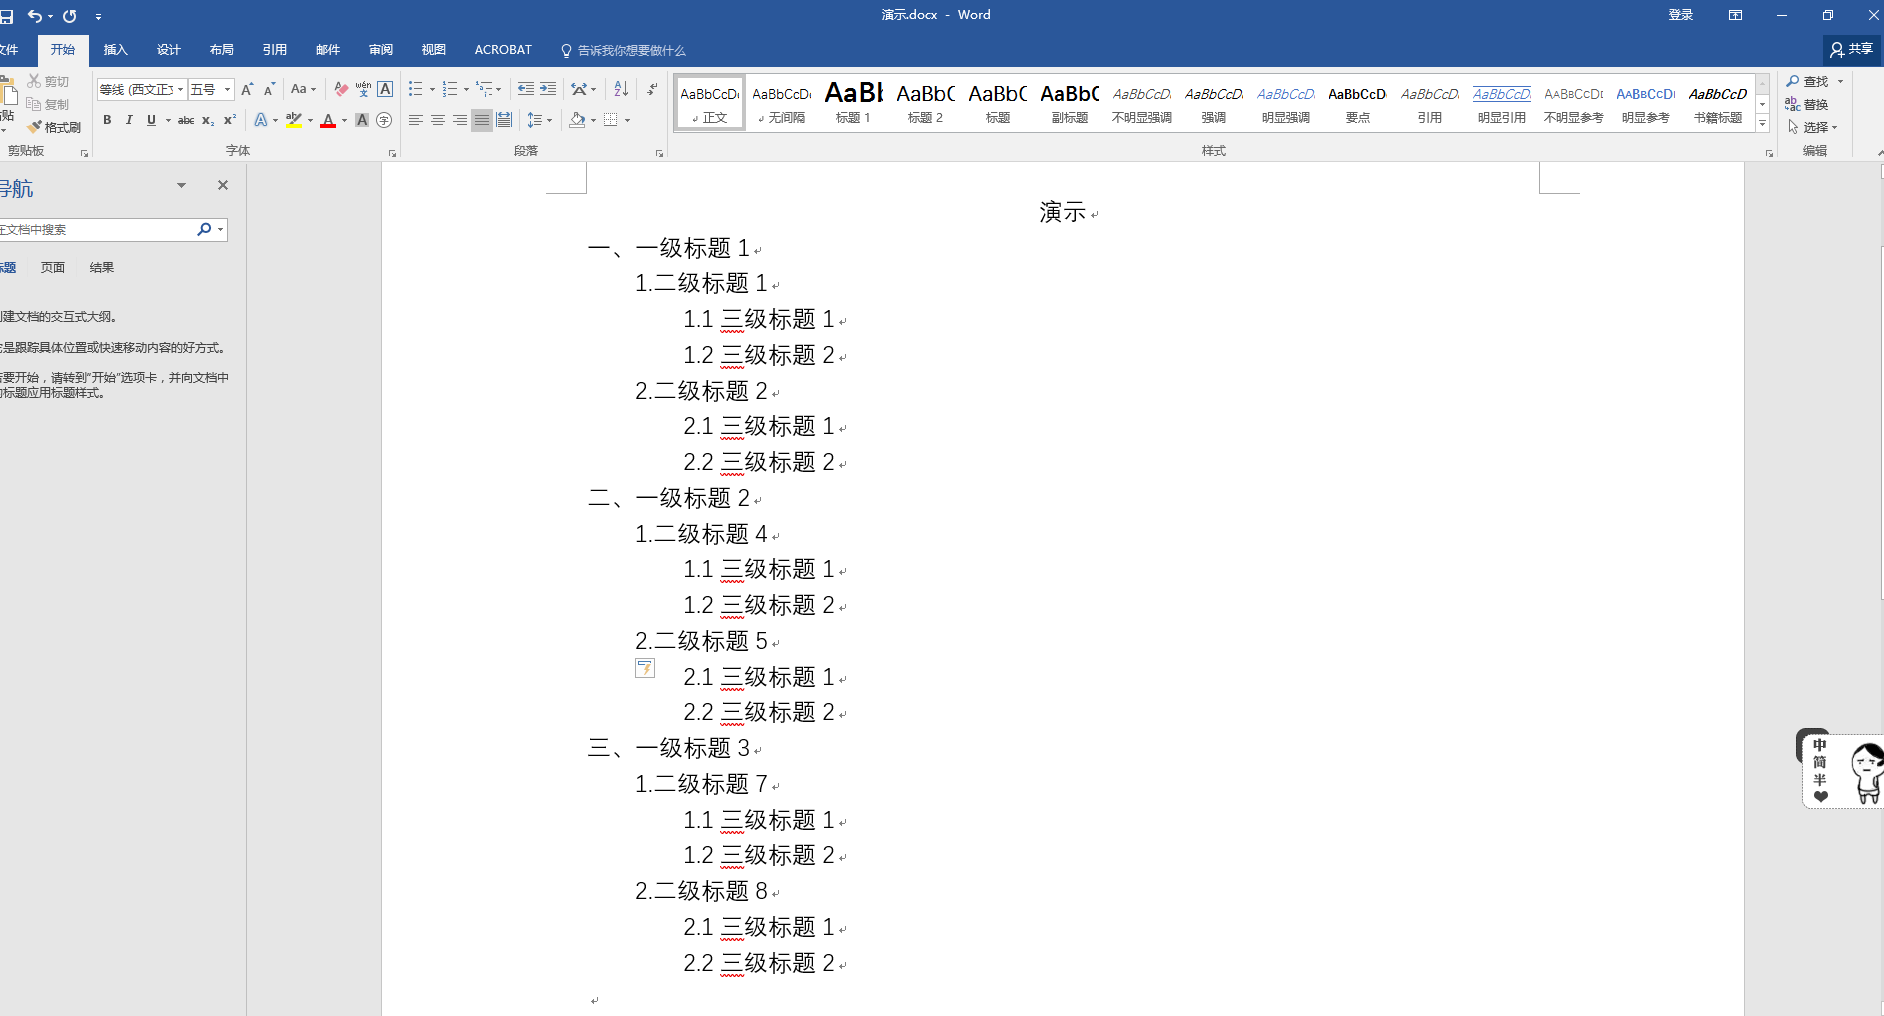 演示.docx - Word
登录
文件 开始 插入 设计 布局 引用 邮件 审阅 视图 ACROBAT 告诉我你想要做什么 共享
剪切
复制
格式刷
剪贴板
等线 (西文正文 五号
字体
段落
AaBbCcDı 正文
AaBbCcDı 无间隔
AaBb 标题 1
AaBbC 标题 2
AaBbC 标题
AaBbC 副标题
AaBbCcD 不明显强调
AaBbCcD 强调
AaBbCcD 明显强调
AaBbCcD 要点
AaBbCcD 引用
AaBbCcD 明显引用
AaBbCcD 不明显参考
AaBbCcD 明显参考
AaBbCcD 书籍标题
样式
查找
替换
选择
编辑
导航
在文档中搜索
标题 页面 结果
创建文档的交互式大纲。
它是跟踪具体位置或快速移动内容的好方式。
若要开始，请转到"开始"选项卡，并向文档中
的标题应用标题样式。
演示
一、一级标题 1
1.二级标题 1
1.1 三级标题 1
1.2 三级标题 2
2.二级标题 2
2.1 三级标题 1
2.2 三级标题 2
二、一级标题 2
1.二级标题 4
1.1 三级标题 1
1.2 三级标题 2
2.二级标题 5
2.1 三级标题 1
2.2 三级标题 2
三、一级标题 3
1.二级标题 7
1.1 三级标题 1
1.2 三级标题 2
2.二级标题 8
2.1 三级标题 1
2.2 三级标题 2
中
简
半